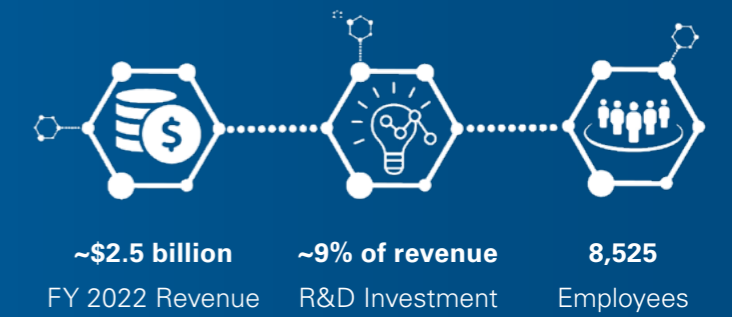 $
~$2.5 billion
FY 2022 Revenue
~9% of revenue
R&D Investment
8,525
Employees